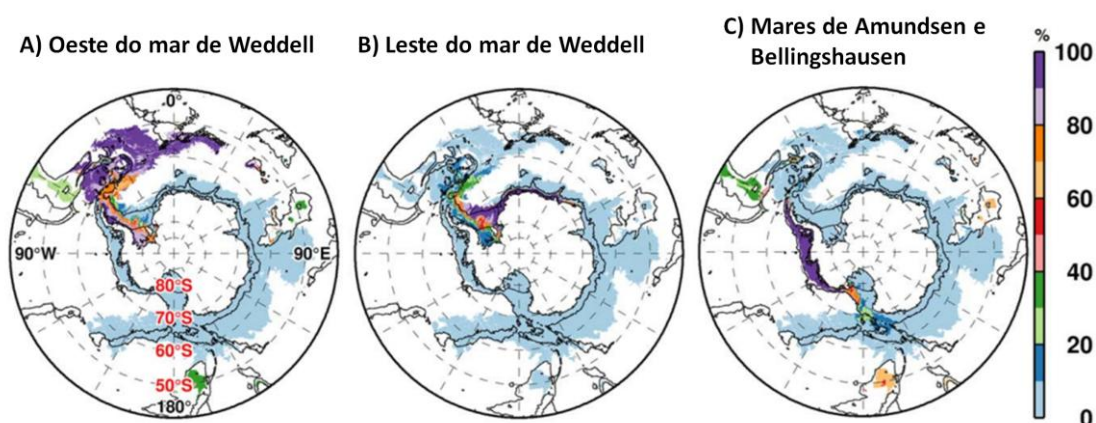 A) Oeste do mar de Weddell
B) Leste do mar de Weddell
C) Mares de Amundsen e
Bellingshausen
%
100
80
60
40
20
0
0°
90°W
90°E
80°S
70°S
60°S
50°S
180°